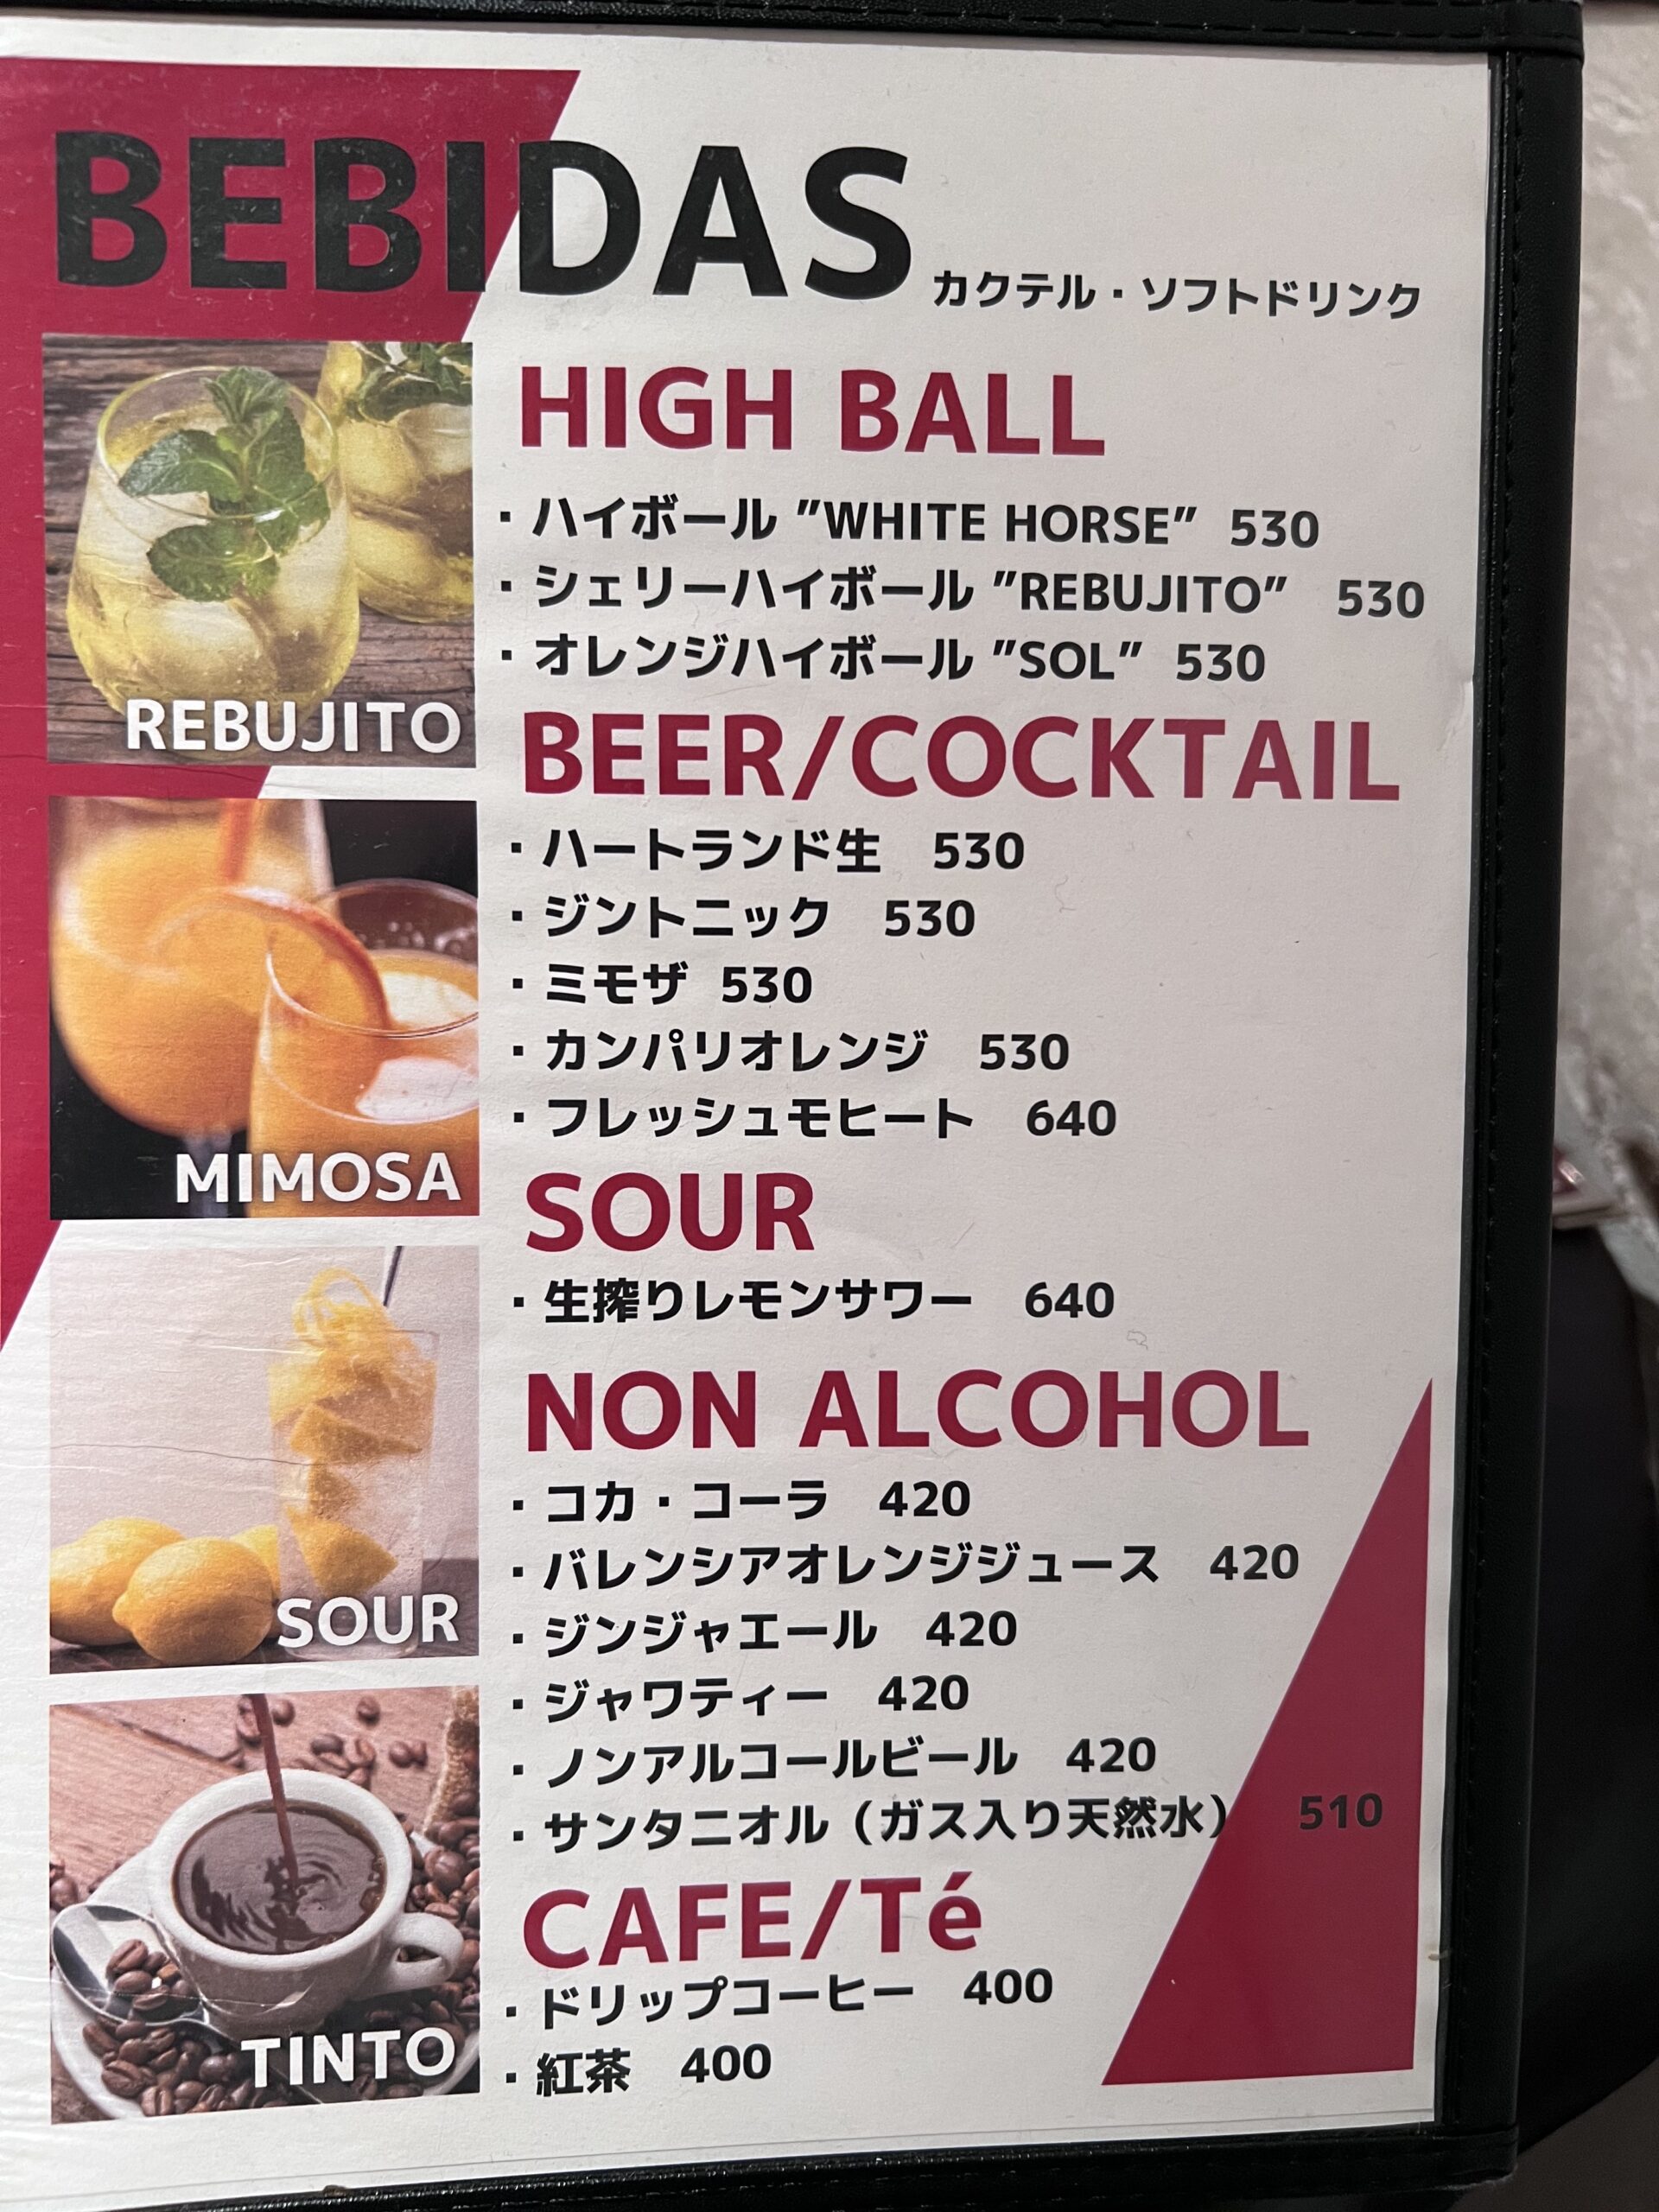 BEBIDAS カクテル・ソフトドリンク
HIGH BALL
・ハイボール ”WHITE HORSE” 530
・シェリーハイボール ”REBUJITO” 530
・オレンジハイボール ”SOL” 530
REBUJITO
BEER/COCKTAIL
・ハートランド生 530
・ジントニック 530
・ミモザ 530
・カンパリオレンジ 530
・フレッシュモヒート 640
MIMOSA
SOUR
・生搾りレモンサワー 640
NON ALCOHOL
・コカ・コーラ 420
・バレンシアオレンジジュース 420
・ジンジャエール 420
・ジャワティー 420
・ノンアルコールビール 420
・サンタニオル（ガス入り天然水） 510
SOUR
CAFE/Té
・ドリップコーヒー 400
・紅茶 400
TINTO